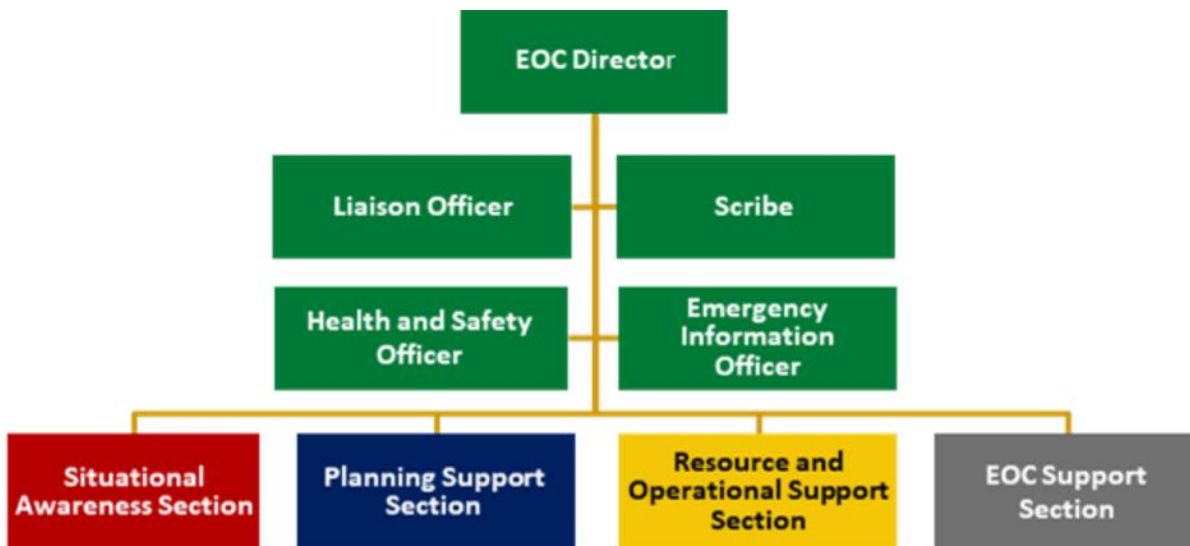 EOC Director
Liaison Officer
Scribe
Health and Safety
Officer
Emergency
Information
Officer
Situational
Awareness Section
Planning Support
Section
Resource and
Operational Support
Section
EOC Support
Section